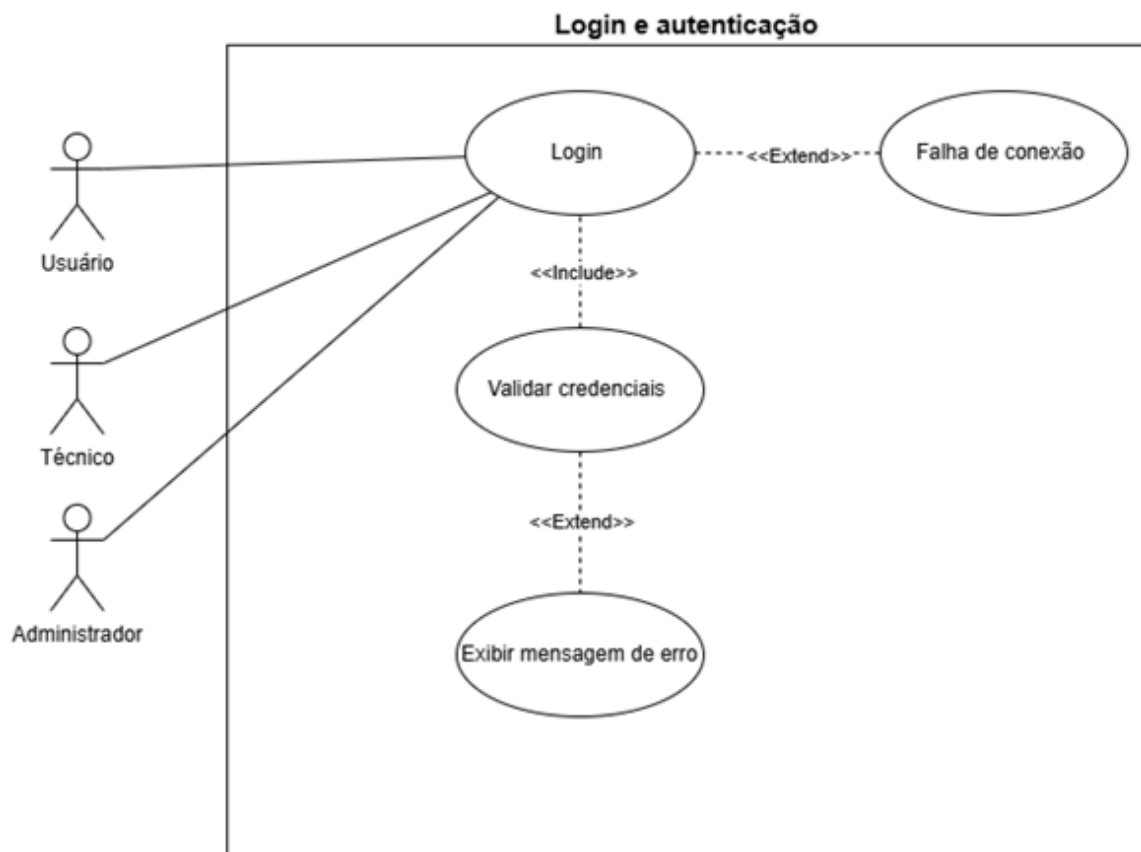 Login e autenticação
Login
<<Extend>>
Falha de conexão
Usuário
<<Include>>
Técnico
Validar credenciais
<<Extend>>
Administrador
Exibir mensagem de erro